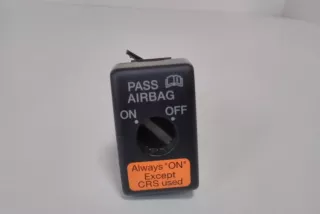 PASS
AIRBAG
ON OFF
Always "ON"
Except
CRS used